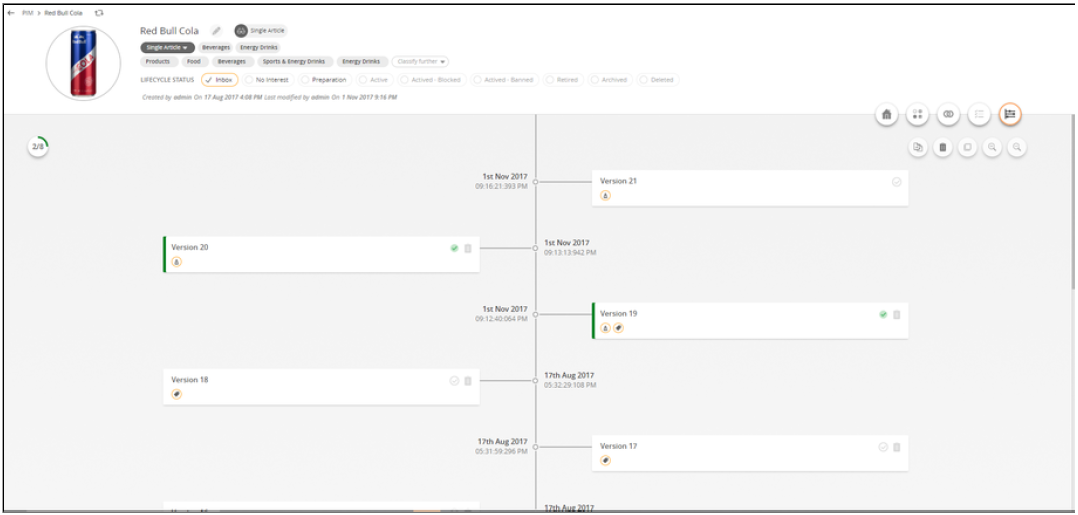 PIM > Red Bull Cola
Red Bull Cola
Single Article
Single Article
Beverages
Energy Drinks
Products
Food
Beverages
Sports & Energy Drinks
Energy Drinks
Classify further
LIFECYCLE STATUS
Inbox
No Interest
Preparation
Active
Actived - Blocked
Actived - Banned
Retired
Archived
Deleted
Created by admin On 17 Aug 2017 4:08 PM Last modified by admin On 1 Nov 2017 9:16 PM
COLA
2/8
1st Nov 2017
09:16:21:393 PM
Version 21
Version 20
1st Nov 2017
09:13:13:942 PM
1st Nov 2017
09:12:40:064 PM
Version 19
Version 18
17th Aug 2017
05:32:29:108 PM
17th Aug 2017
05:31:59:296 PM
Version 17
17th Aug 2017